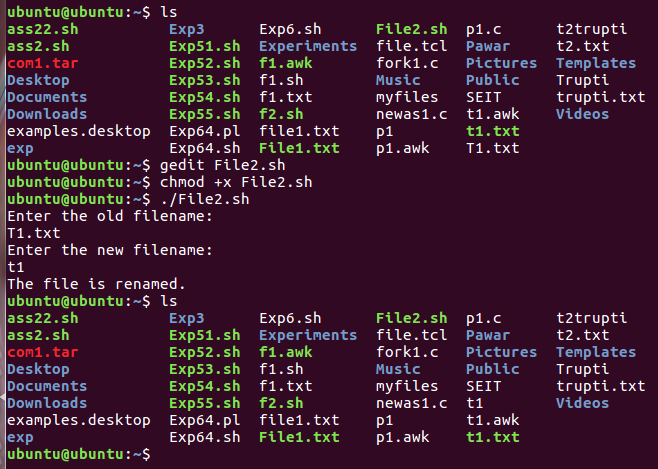 ubuntu@ubuntu:~$ ls
ass22.sh Exp3 Exp6.sh File2.sh p1.c t2trupti
ass2.sh Exp51.sh Experiments file.tcl Pawar t2.txt
com1.tar Exp52.sh f1.awk fork1.c Pictures Templates
Desktop Exp53.sh f1.sh Music Public Trupti
Documents Exp54.sh f1.txt myfiles SEIT trupti.txt
Downloads Exp55.sh f2.sh newas1.c t1.awk Videos
examples.desktop Exp64.pl file1.txt p1 t1.txt
exp Exp64.sh File1.txt p1.awk T1.txt
ubuntu@ubuntu:~$ gedit File2.sh
ubuntu@ubuntu:~$ chmod +x File2.sh
ubuntu@ubuntu:~$ ./File2.sh
Enter the old filename:
T1.txt
Enter the new filename:
t1
The file is renamed.
ubuntu@ubuntu:~$ ls
ass22.sh Exp3 Exp6.sh File2.sh p1.c t2trupti
ass2.sh Exp51.sh Experiments file.tcl Pawar t2.txt
com1.tar Exp52.sh f1.awk fork1.c Pictures Templates
Desktop Exp53.sh f1.sh Music Public Trupti
Documents Exp54.sh f1.txt myfiles SEIT trupti.txt
Downloads Exp55.sh f2.sh newas1.c t1 Videos
examples.desktop Exp64.pl file1.txt p1 t1.awk
exp Exp64.sh File1.txt p1.awk t1.txt
ubuntu@ubuntu:~$